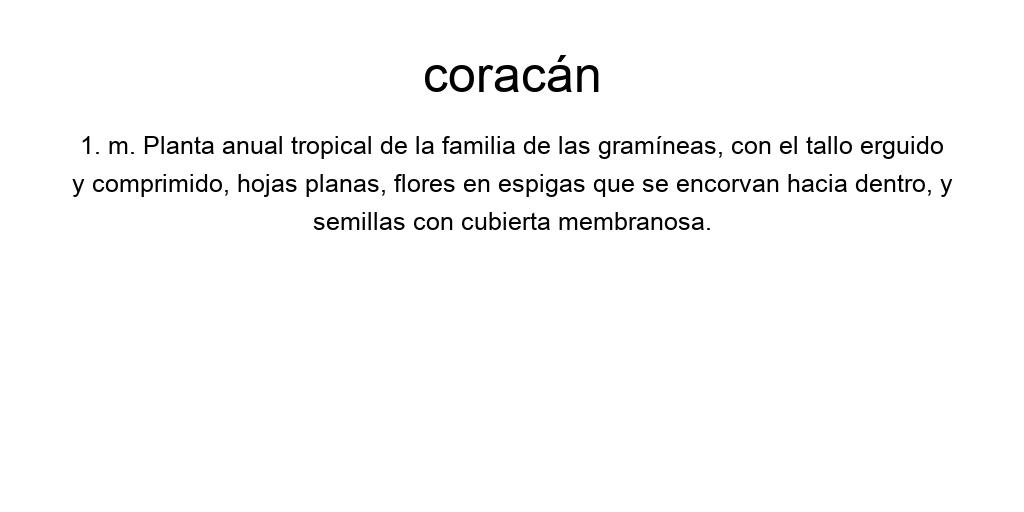 coracán
1. m. Planta anual tropical de la familia de las gramíneas, con el tallo erguido
y comprimido, hojas planas, flores en espigas que se encorvan hacia dentro, y
semillas con cubierta membranosa.